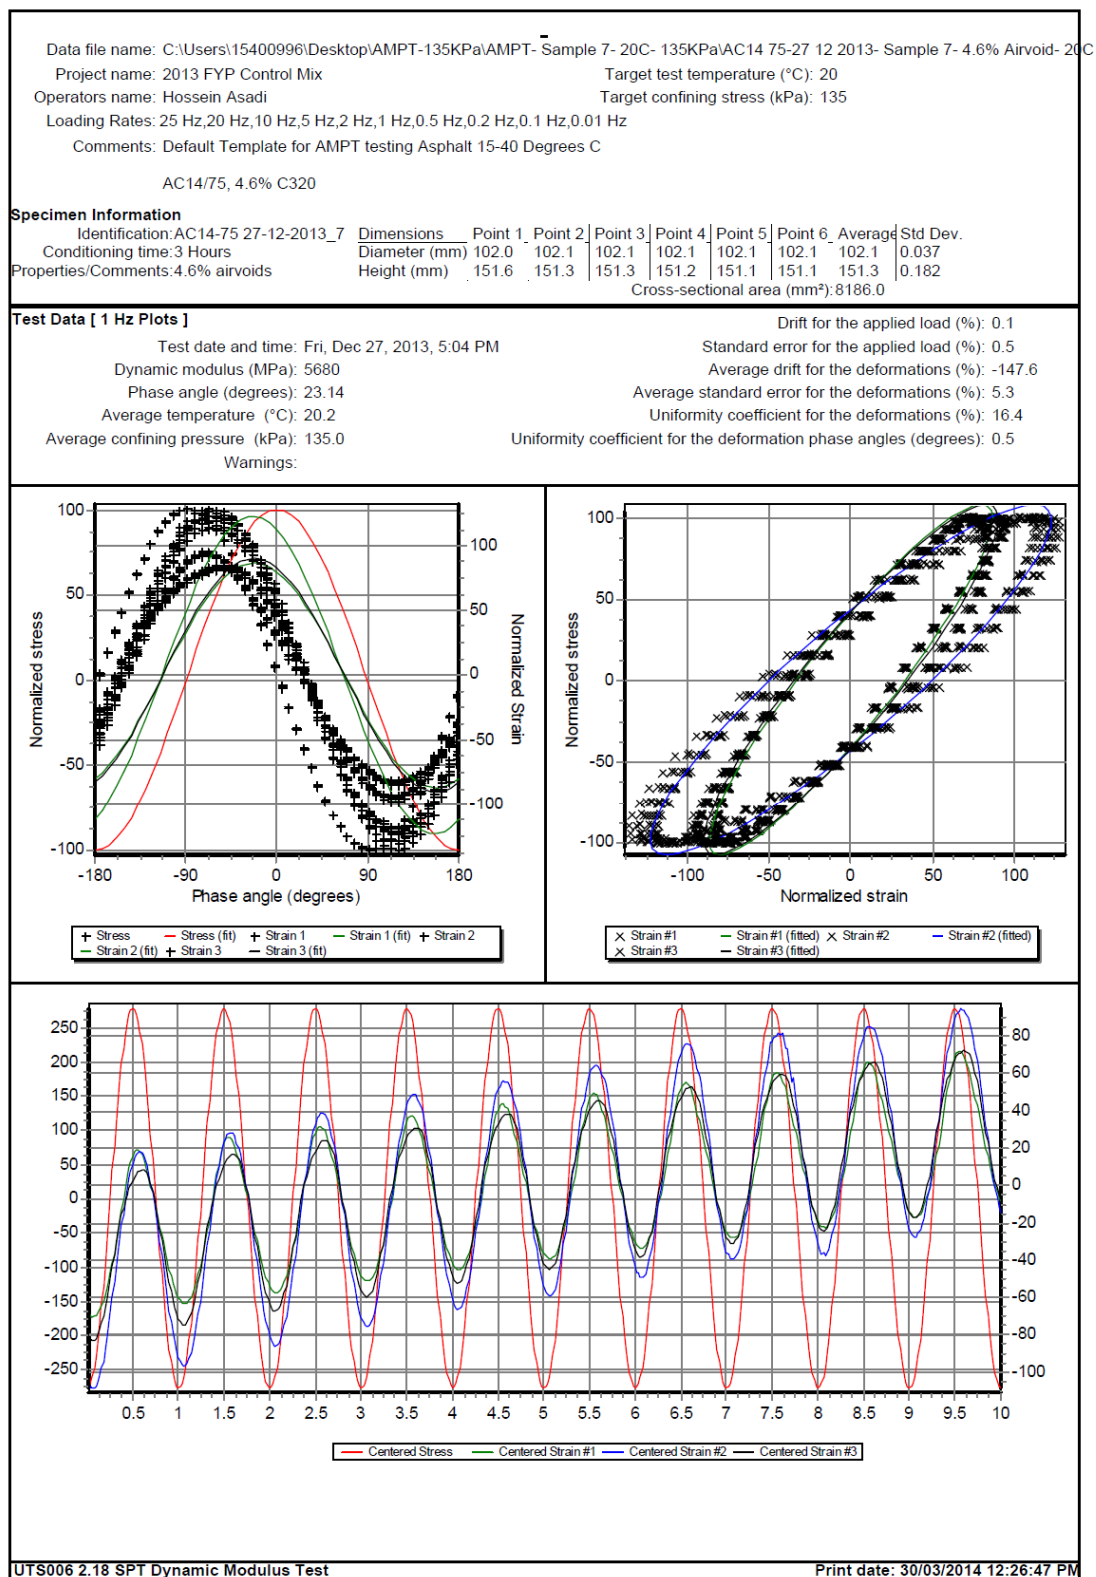 Data file name: C:\Users\15400996\Desktop\AMPT-135KPa\AMPT- Sample 7- 20C- 135KPa\AC14 75-27 12 2013- Sample 7- 4.6% Airvoid- 20C
Project name: 2013 FYP Control Mix Target test temperature (°C): 20
Operators name: Hossein Asadi Target confining stress (kPa): 135
Loading Rates: 25 Hz,20 Hz,10 Hz,5 Hz,2 Hz,1 Hz,0.5 Hz,0.2 Hz,0.1 Hz,0.01 Hz
Comments: Default Template for AMPT testing Asphalt 15-40 Degrees C
AC14/75, 4.6% C320
Specimen Information
Identification: AC14-75 27-12-2013_7 Dimensions Point 1 Point 2 Point 3 Point 4 Point 5 Point 6 Average Std Dev.
Conditioning time: 3 Hours Diameter (mm) 102.0 102.1 102.1 102.1 102.1 102.1 102.1 0.037
Properties/Comments: 4.6% airvoids Height (mm) 151.6 151.3 151.3 151.2 151.1 151.1 151.3 0.182
Cross-sectional area (mm²): 8186.0
Test Data [ 1 Hz Plots ] Drift for the applied load (%): 0.1
Test date and time: Fri, Dec 27, 2013, 5:04 PM Standard error for the applied load (%): 0.5
Dynamic modulus (MPa): 5680 Average drift for the deformations (%): -147.6
Phase angle (degrees): 23.14 Average standard error for the deformations (%): 5.3
Average temperature (°C): 20.2 Uniformity coefficient for the deformations (%): 16.4
Average confining pressure (kPa): 135.0 Uniformity coefficient for the deformation phase angles (degrees): 0.5
Warnings:
100
50
0
-50
-100
Normalized stress
100
50
0
-50
-100
Normalized Strain
-180 -90 0 90 180
Phase angle (degrees)
Stress Stress (fit) Strain 1 Strain 1 (fit) Strain 2
Strain 2 (fit) Strain 3 Strain 3 (fit)
100
50
0
-50
-100
Normalized stress
-100 -50 0 50 100
Normalized strain
Strain #1 Strain #1 (fitted) Strain #2 Strain #2 (fitted)
Strain #3 Strain #3 (fitted)
250
200
150
100
50
0
-50
-100
-150
-200
-250
80
60
40
20
0
-20
-40
-60
-80
-100
0.5 1 1.5 2 2.5 3 3.5 4 4.5 5 5.5 6 6.5 7 7.5 8 8.5 9 9.5 10
Centered Stress Centered Strain #1 Centered Strain #2 Centered Strain #3
UTS006 2.18 SPT Dynamic Modulus Test Print date: 30/03/2014 12:26:47 PM